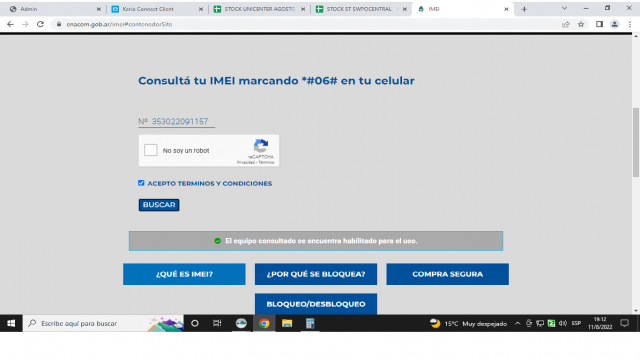 Admin
Kario Connect Client
STOCK UNICENTER AGOSTO
STOCK ST SWPOCENTRAL
IMEI
enacom.gob.ar/imei#contenedorSito
Consultá tu IMEI marcando *#06# en tu celular
Nº 353022091157
No soy un robot
reCAPTCHA
Privacidad - Términos
ACEPTO TERMINOS Y CONDICIONES
BUSCAR
El equipo consultado se encuentra habilitado para el uso.
¿QUÉ ES IMEI?
¿POR QUÉ SE BLOQUEA?
COMPRA SEGURA
BLOQUEO/DESBLOQUEO
Escribe aquí para buscar
15°C Muy despejado
ESP
19:12
11/8/2022